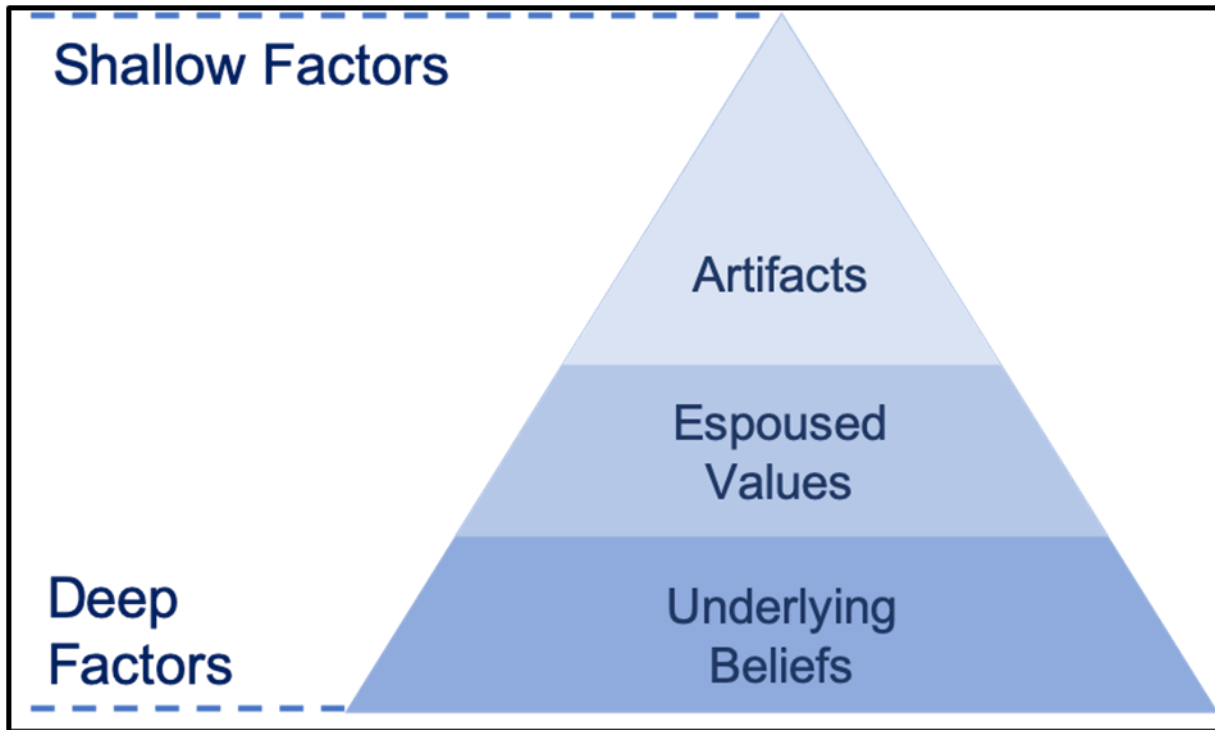 Shallow Factors
Artifacts
Espoused
Values
Deep
Factors
Underlying
Beliefs